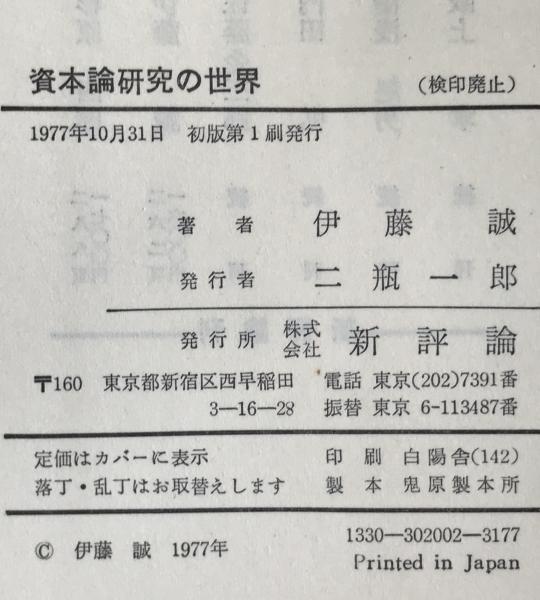 資本論研究の世界 （検印廃止）
1977年10月31日 初版第1刷発行
著者 伊藤 誠
発行者 二瓶一郎
発行所 株式会社 新評論
〒160 東京都新宿区西早稲田 電話 東京(202)7391番
3—16—28 振替 東京 6-113487番
定価はカバーに表示 印刷 白陽舎(142)
落丁・乱丁はお取替えします 製本 鬼原製本所
© 伊藤 誠 1977年 1330—302002—3177
Printed in Japan